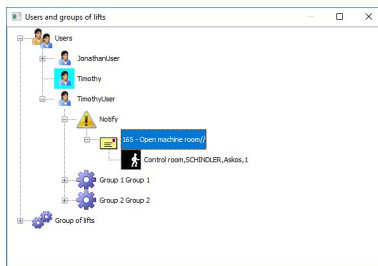 Users and groups of lifts
Users
JonathanUser
Timothy
TimothyUser
Notify
165 - Open machine room//
Control room,SCHINDLER,Askos,1
Group 1 Group 1
Group 2 Group 2
Group of lifts